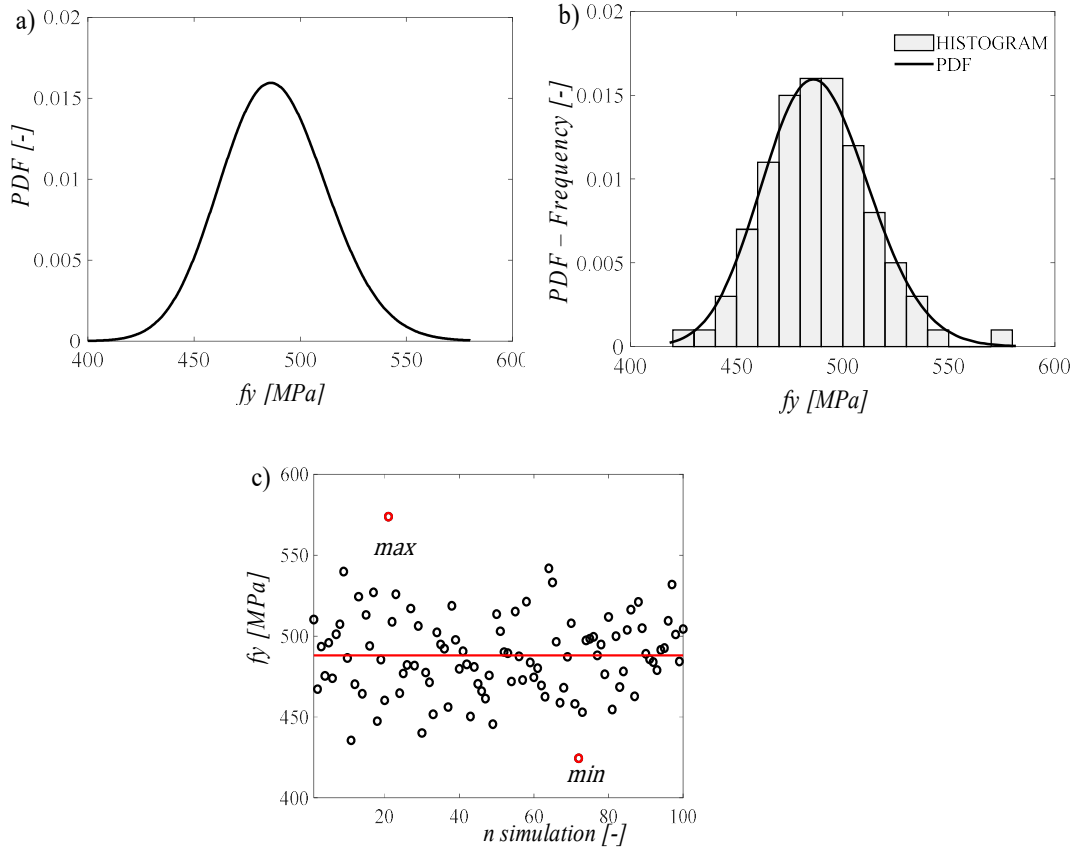 a)
0.02
0.015
0.01
0.005
0
PDF [-]
400
450
500
550
600
fy [MPa]
b)
0.02
0.015
0.01
0.005
0
PDF – Frequency [-]
HISTOGRAM
PDF
400
450
500
550
600
fy [MPa]
c)
600
550
500
450
400
fy [MPa]
max
min
20
40
60
80
100
n simulation [-]